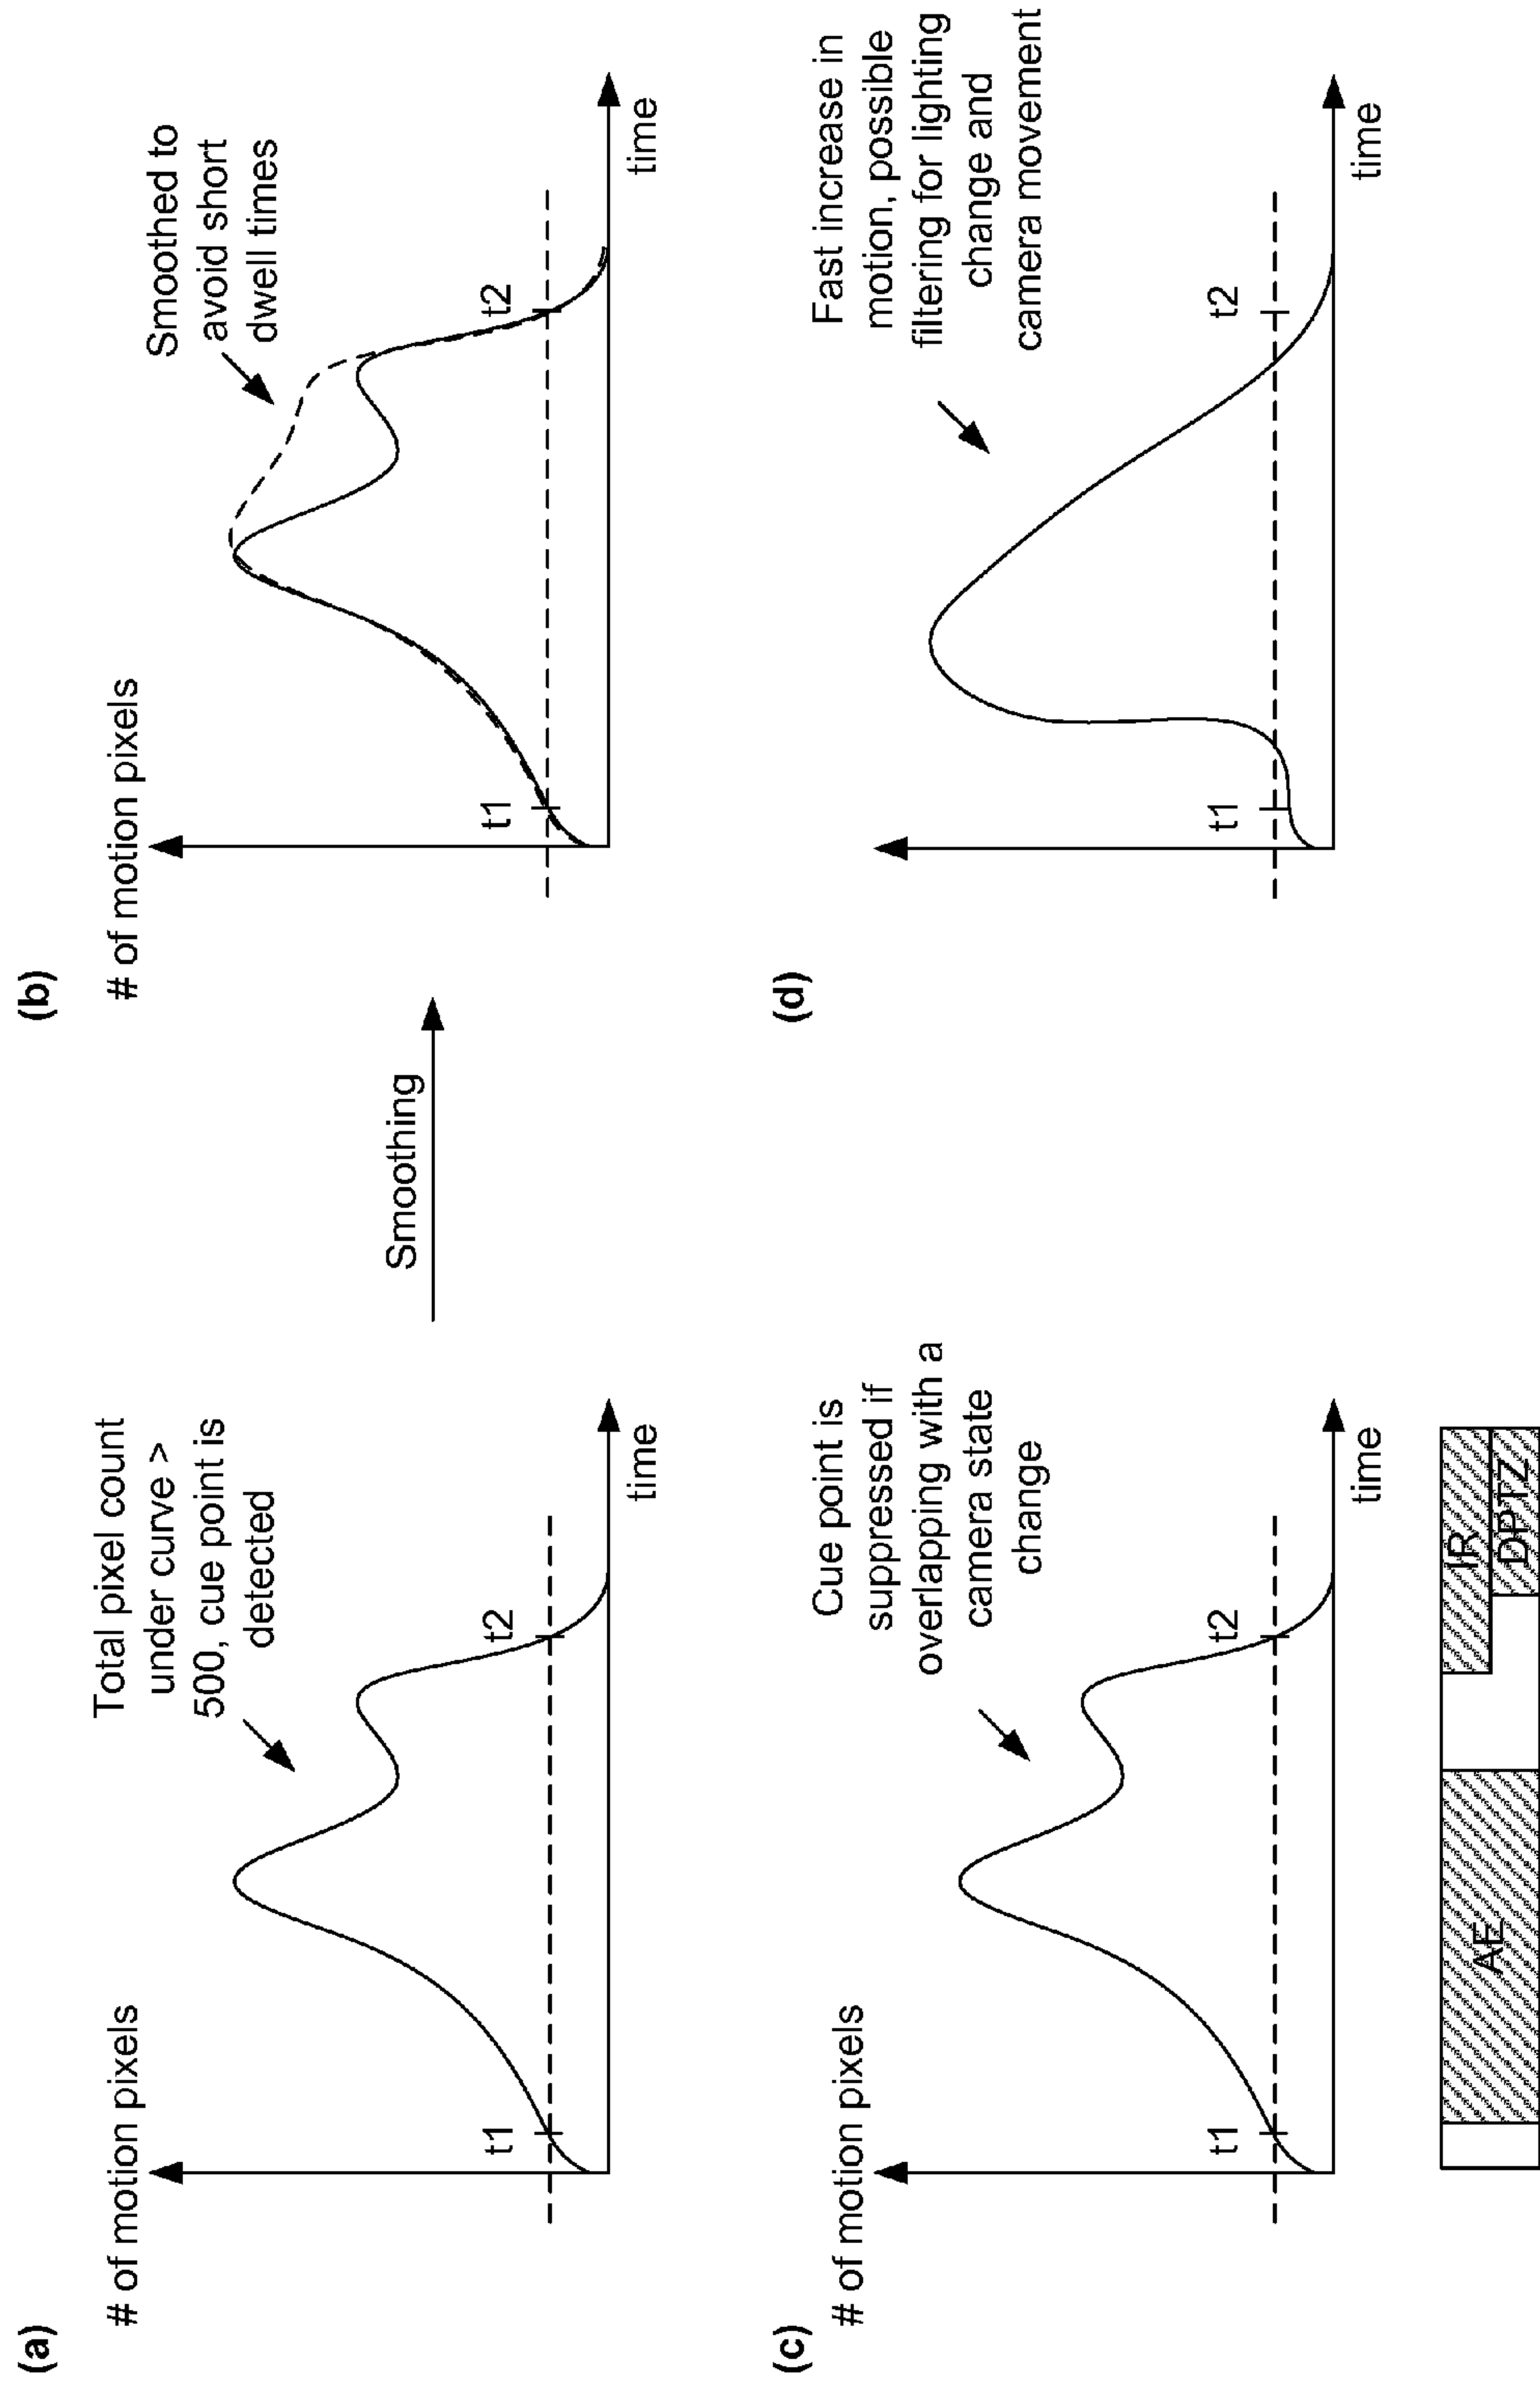 (a)
# of motion pixels
Total pixel count
under curve >
500, cue point is
detected
t1
t2
time
Smoothing
(b)
# of motion pixels
Smoothed to
avoid short
dwell times
t1
t2
time
(c)
# of motion pixels
Cue point is
suppressed if
overlapping with a
camera state
change
t1
t2
time
AE
IR
DPTZ
(d)
Fast increase in
motion, possible
filtering for lighting
change and
camera movement
t1
t2
time